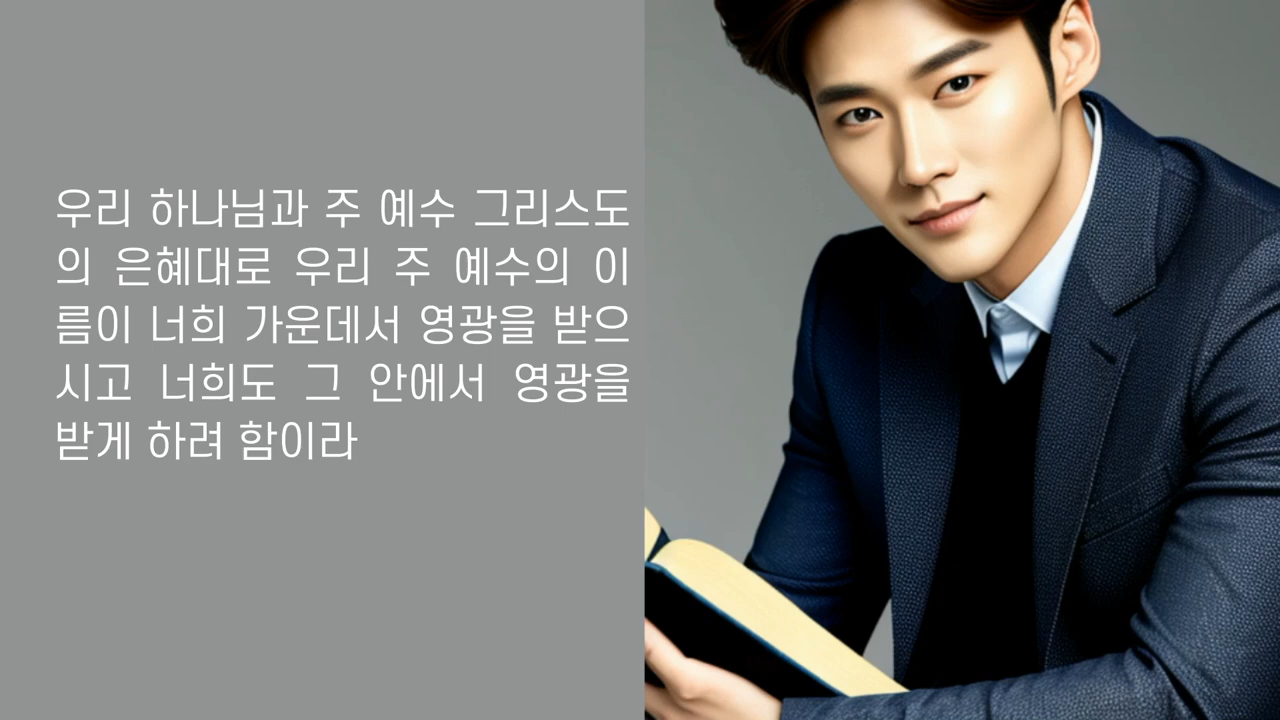 우리 하나님과 주 예수 그리스도
의 은혜대로 우리 주 예수의 이
름이 너희 가운데서 영광을 받으
시고 너희도 그 안에서 영광을
받게 하려 함이라